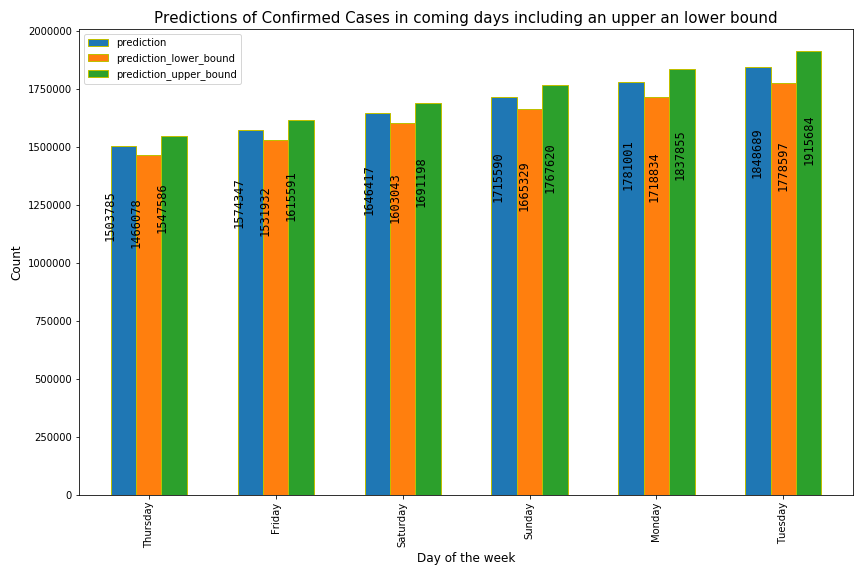 Predictions of Confirmed Cases in coming days including an upper an lower bound
prediction
prediction_lower_bound
prediction_upper_bound
Count
2000000
1750000
1500000
1250000
1000000
750000
500000
250000
0
1503785
1466078
1547586
1574347
1531932
1615591
1646417
1603043
1691198
1715590
1665329
1767620
1781001
1718834
1837855
1848689
1778597
1915684
Thursday
Friday
Saturday
Sunday
Monday
Tuesday
Day of the week